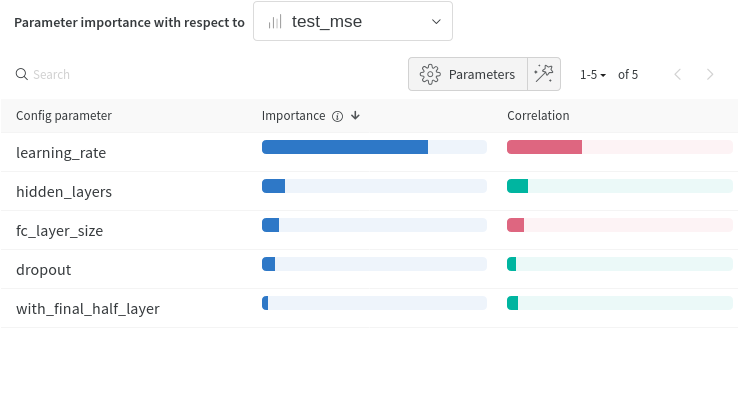 Parameter importance with respect to test_mse
Search
Parameters 1-5 of 5
Config parameter Importance Correlation
learning_rate
hidden_layers
fc_layer_size
dropout
with_final_half_layer